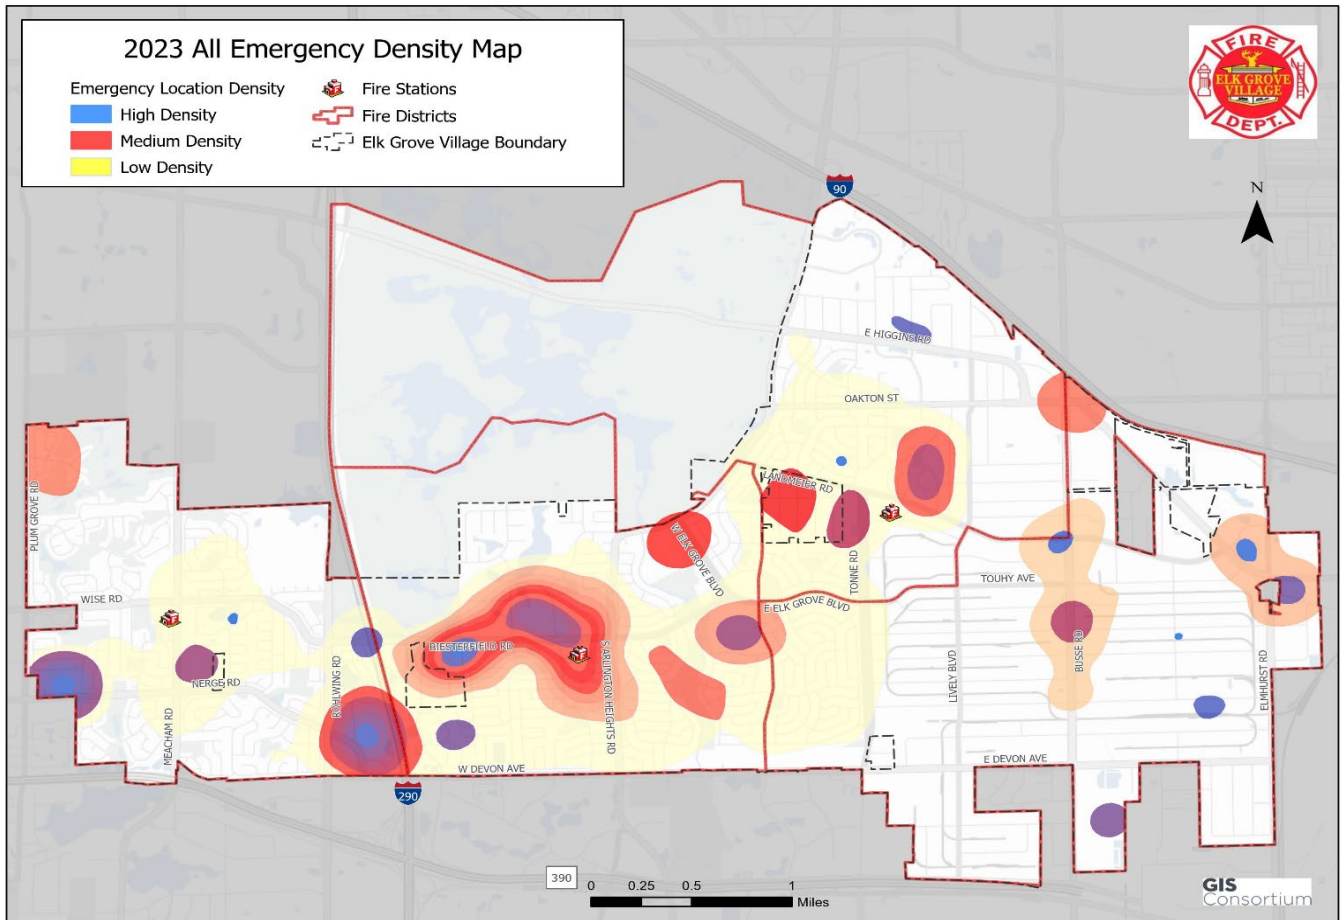 2023 All Emergency Density Map
Emergency Location Density
High Density
Medium Density
Low Density
Fire Stations
Fire Districts
Elk Grove Village Boundary
FIRE
ELK GROVE
VILLAGE
DEPT.
N
90
E HIGGINS RD
OAKTON ST
LANDMEIER RD
PLUM GROVE RD
W ELK GROVE BLVD
TONNE RD
TOUHY AVE
WISE RD
E ELK GROVE BLVD
BIESTERFIELD RD
S ARLINGTON HEIGHTS RD
BUSSE RD
LIVELY BLVD
ELMHURST RD
ROHLWING RD
NERGE RD
MEACHAM RD
W DEVON AVE
E DEVON AVE
290
390
0 0.25 0.5 1
Miles
GIS
Consortium